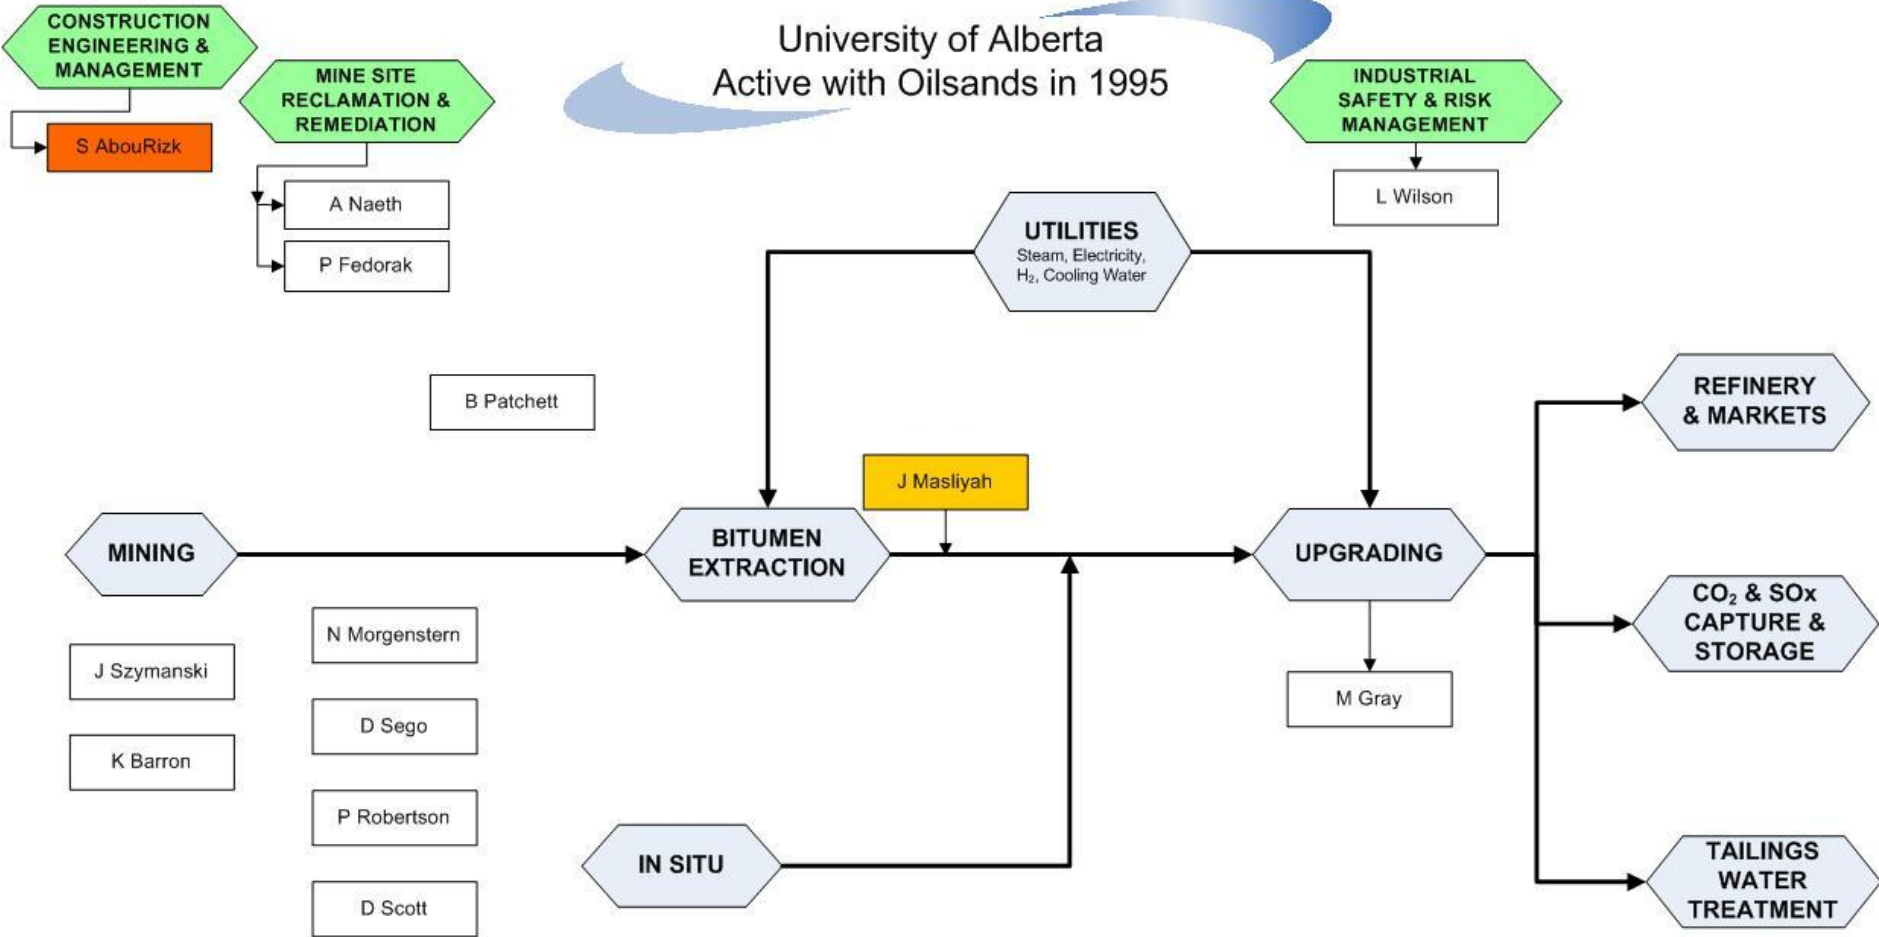 University of Alberta
Active with Oilsands in 1995
CONSTRUCTION
ENGINEERING &
MANAGEMENT
S AbouRizk
MINE SITE
RECLAMATION &
REMEDIATION
A Naeth
P Fedorak
INDUSTRIAL
SAFETY & RISK
MANAGEMENT
L Wilson
UTILITIES
Steam, Electricity,
H₂, Cooling Water
B Patchett
J Masliyah
MINING
BITUMEN
EXTRACTION
UPGRADING
REFINERY
& MARKETS
CO₂ & SOx
CAPTURE &
STORAGE
TAILINGS
WATER
TREATMENT
J Szymanski
K Barron
N Morgenstern
D Sego
P Robertson
D Scott
IN SITU
M Gray